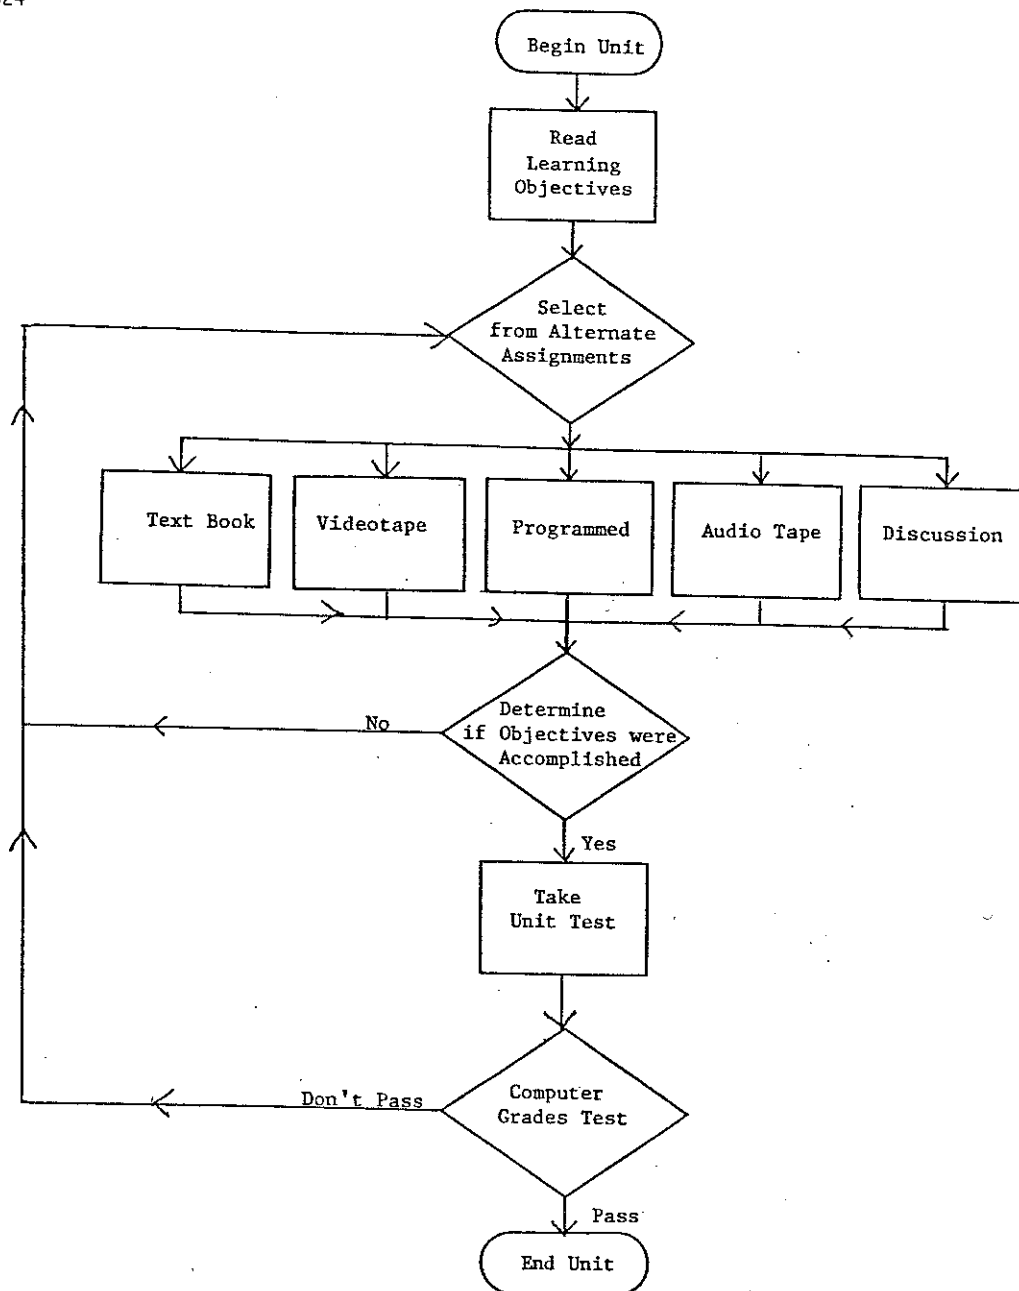 Begin Unit
Read
Learning
Objectives
Select
from Alternate
Assignments
Text Book
Videotape
Programmed
Audio Tape
Discussion
Determine
if Objectives were
Accomplished
No
Yes
Take
Unit Test
Computer
Grades Test
Don't Pass
Pass
End Unit